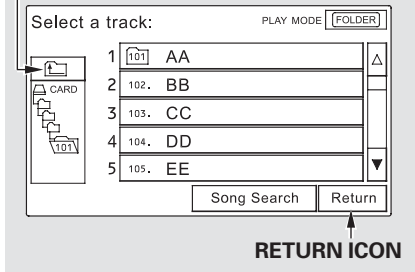 Select a track:
PLAY MODE FOLDER
1 101 AA
2 102. BB
3 103. CC
4 104. DD
5 105. EE
CARD
101
Song Search Return
RETURN ICON